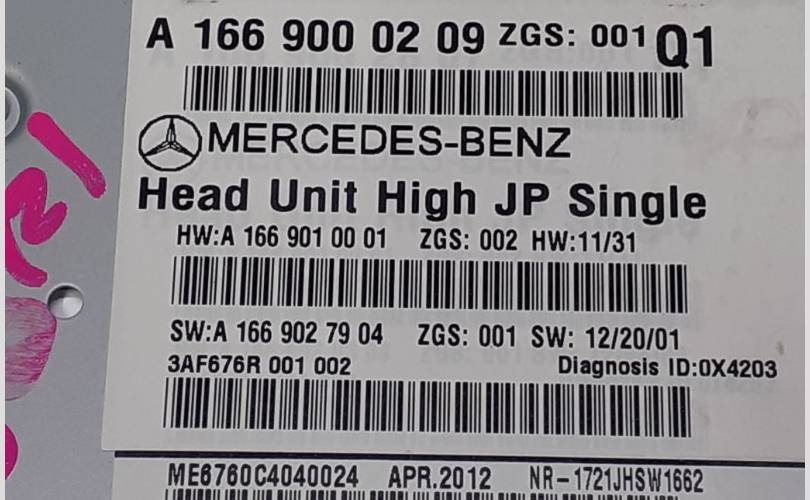 A 166 900 02 09 ZGS: 001 Q1
MERCEDES-BENZ
Head Unit High JP Single
HW:A 166 901 00 01 ZGS: 002 HW:11/31
SW:A 166 902 79 04 ZGS: 001 SW: 12/20/01
3AF676R 001 002 Diagnosis ID:0X4203
ME6760C4040024 APR.2012 NR-1721JHSW1662